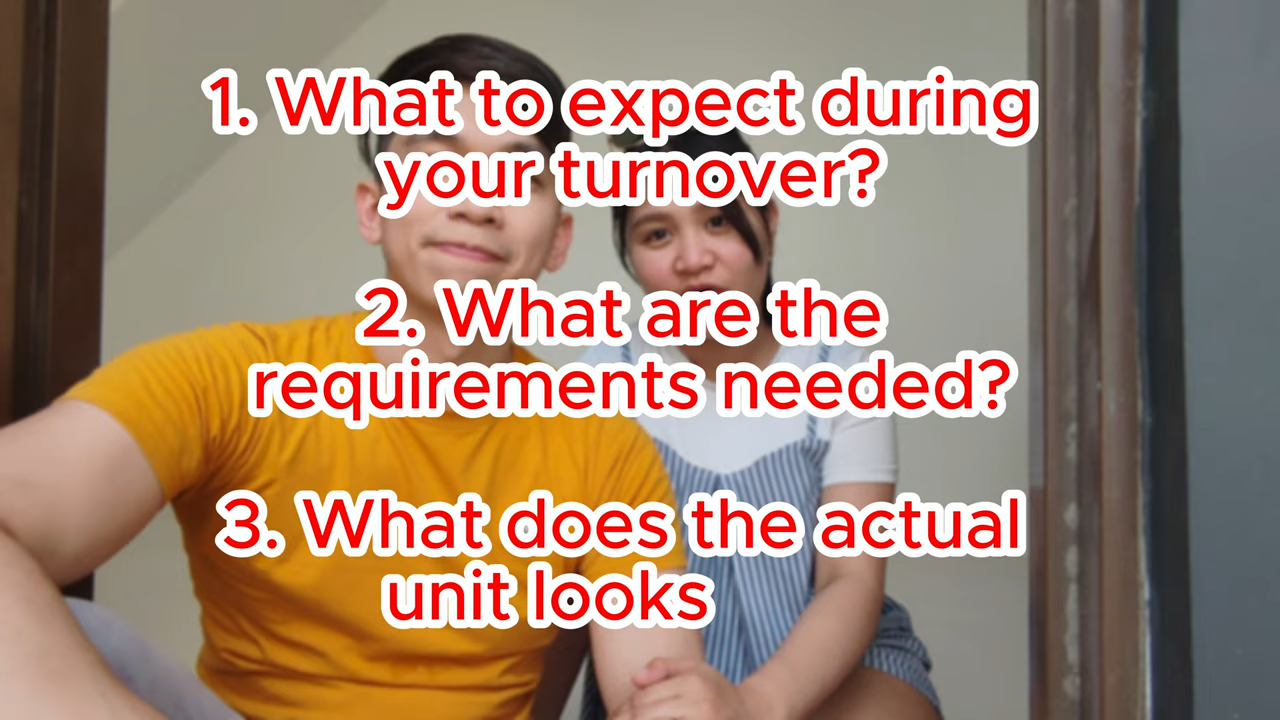 1. What to expect during
your turnover?
2. What are the
requirements needed?
3. What does the actual
unit looks